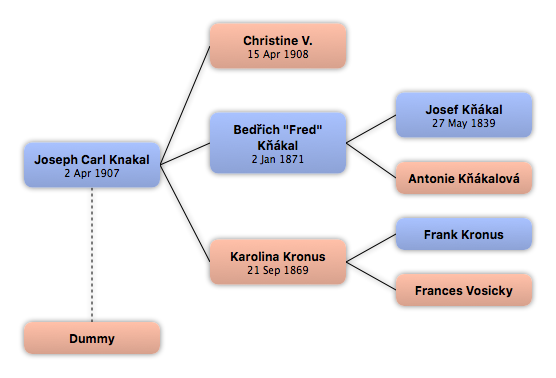 Christine V.
15 Apr 1908
Joseph Carl Knakal
2 Apr 1907
Bedřich "Fred"
Kňákal
2 Jan 1871
Josef Kňákal
27 May 1839
Antonie Kňákalová
Karolina Kronus
21 Sep 1869
Frank Kronus
Frances Vosicky
Dummy